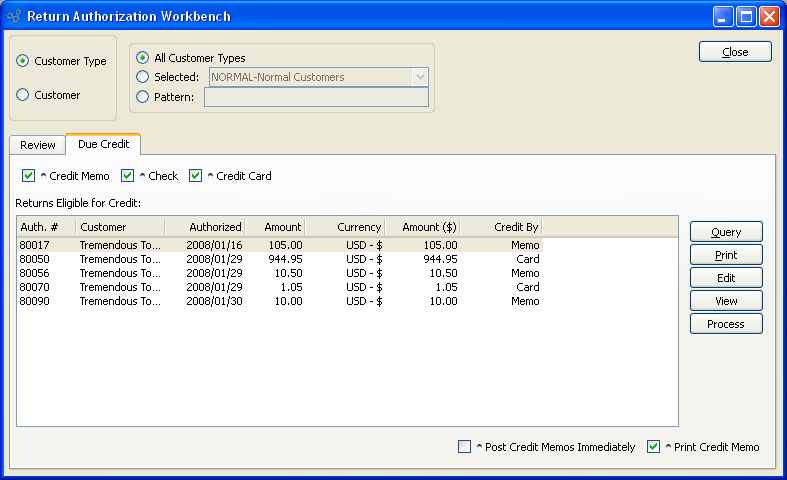 Return Authorization Workbench
Customer Type
Customer
All Customer Types
Selected: NORMAL-Normal Customers
Pattern:
Close
Review Due Credit
^ Credit Memo ^ Check ^ Credit Card
Returns Eligible for Credit:
Auth. # Customer Authorized Amount Currency Amount ($) Credit By
80017 Tremendous To... 2008/01/16 105.00 USD - $ 105.00 Memo
80050 Tremendous To... 2008/01/29 944.95 USD - $ 944.95 Card
80056 Tremendous To... 2008/01/29 10.50 USD - $ 10.50 Memo
80070 Tremendous To... 2008/01/29 1.05 USD - $ 1.05 Card
80090 Tremendous To... 2008/01/30 10.00 USD - $ 10.00 Memo
Query
Print
Edit
View
Process
^ Post Credit Memos Immediately ^ Print Credit Memo